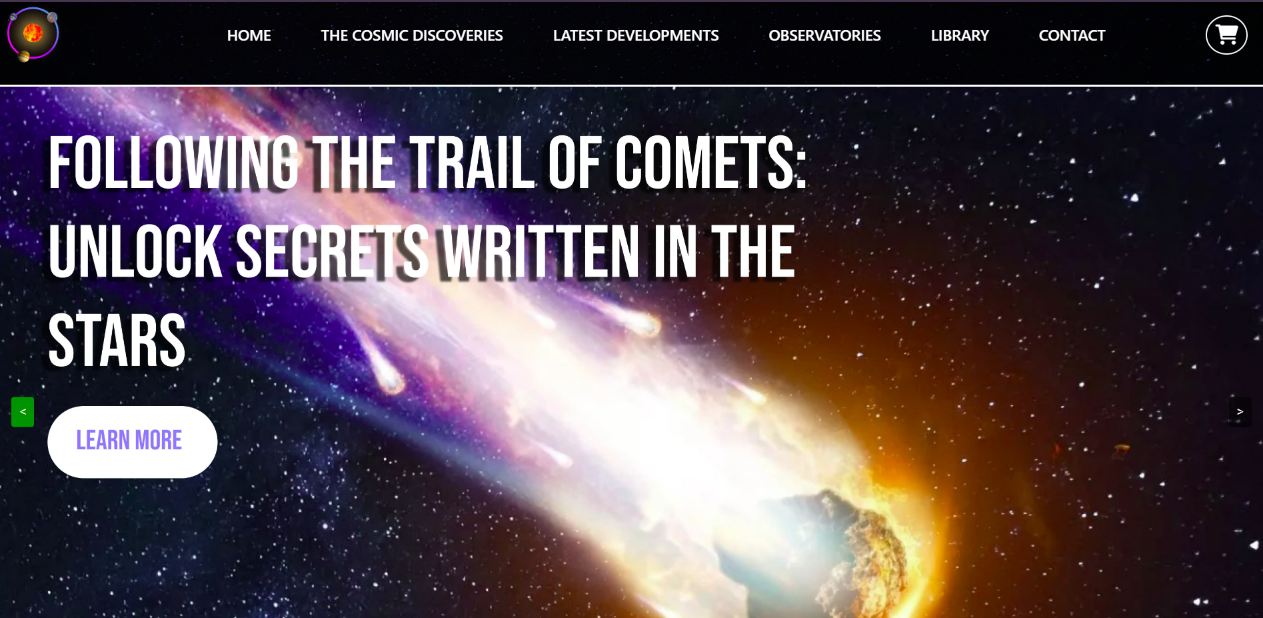 HOME THE COSMIC DISCOVERIES LATEST DEVELOPMENTS OBSERVATORIES LIBRARY CONTACT
FOLLOWING THE TRAIL OF COMETS:
UNLOCK SECRETS WRITTEN IN THE
STARS
< >
LEARN MORE